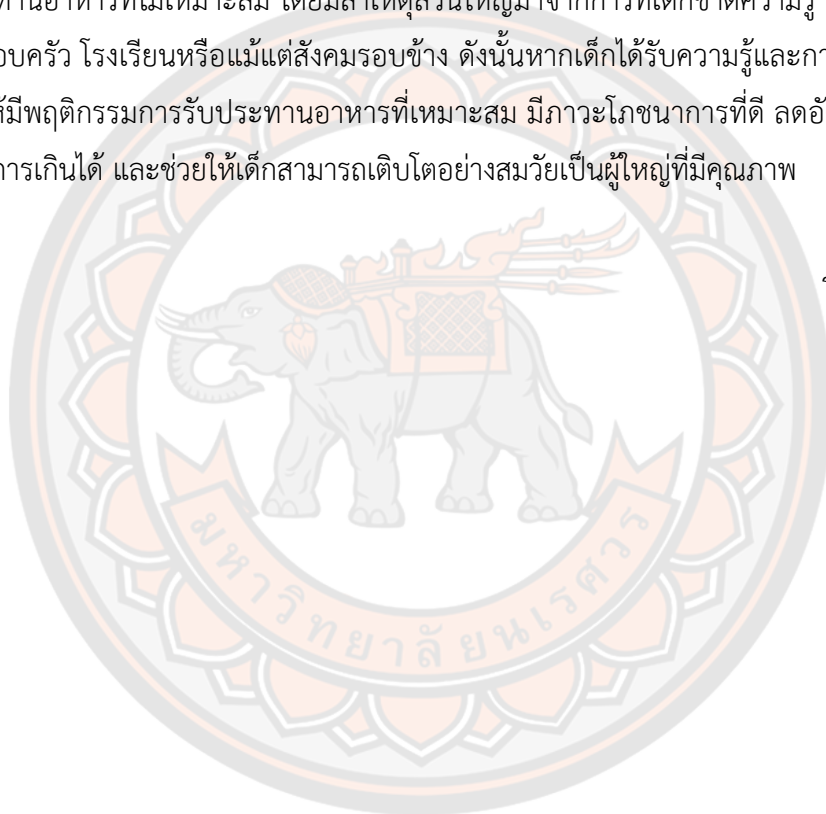 ทานอาหารที่ไม่เหมาะสม โดยมีสาเหตุส่วนใหญ่มาจากการที่เด็กขาดความรู้
อบครัว โรงเรียนหรือแม้แต่สังคมรอบข้าง ดังนั้นหากเด็กได้รับความรู้และกา
ห้มีพฤติกรรมการรับประทานอาหารที่เหมาะสม มีภาวะโภชนาการที่ดี ลดอั
การเกินได้ และช่วยให้เด็กสามารถเติบโตอย่างสมวัยเป็นผู้ใหญ่ที่มีคุณภาพ
มหาวิทยาลัยนเรศวร